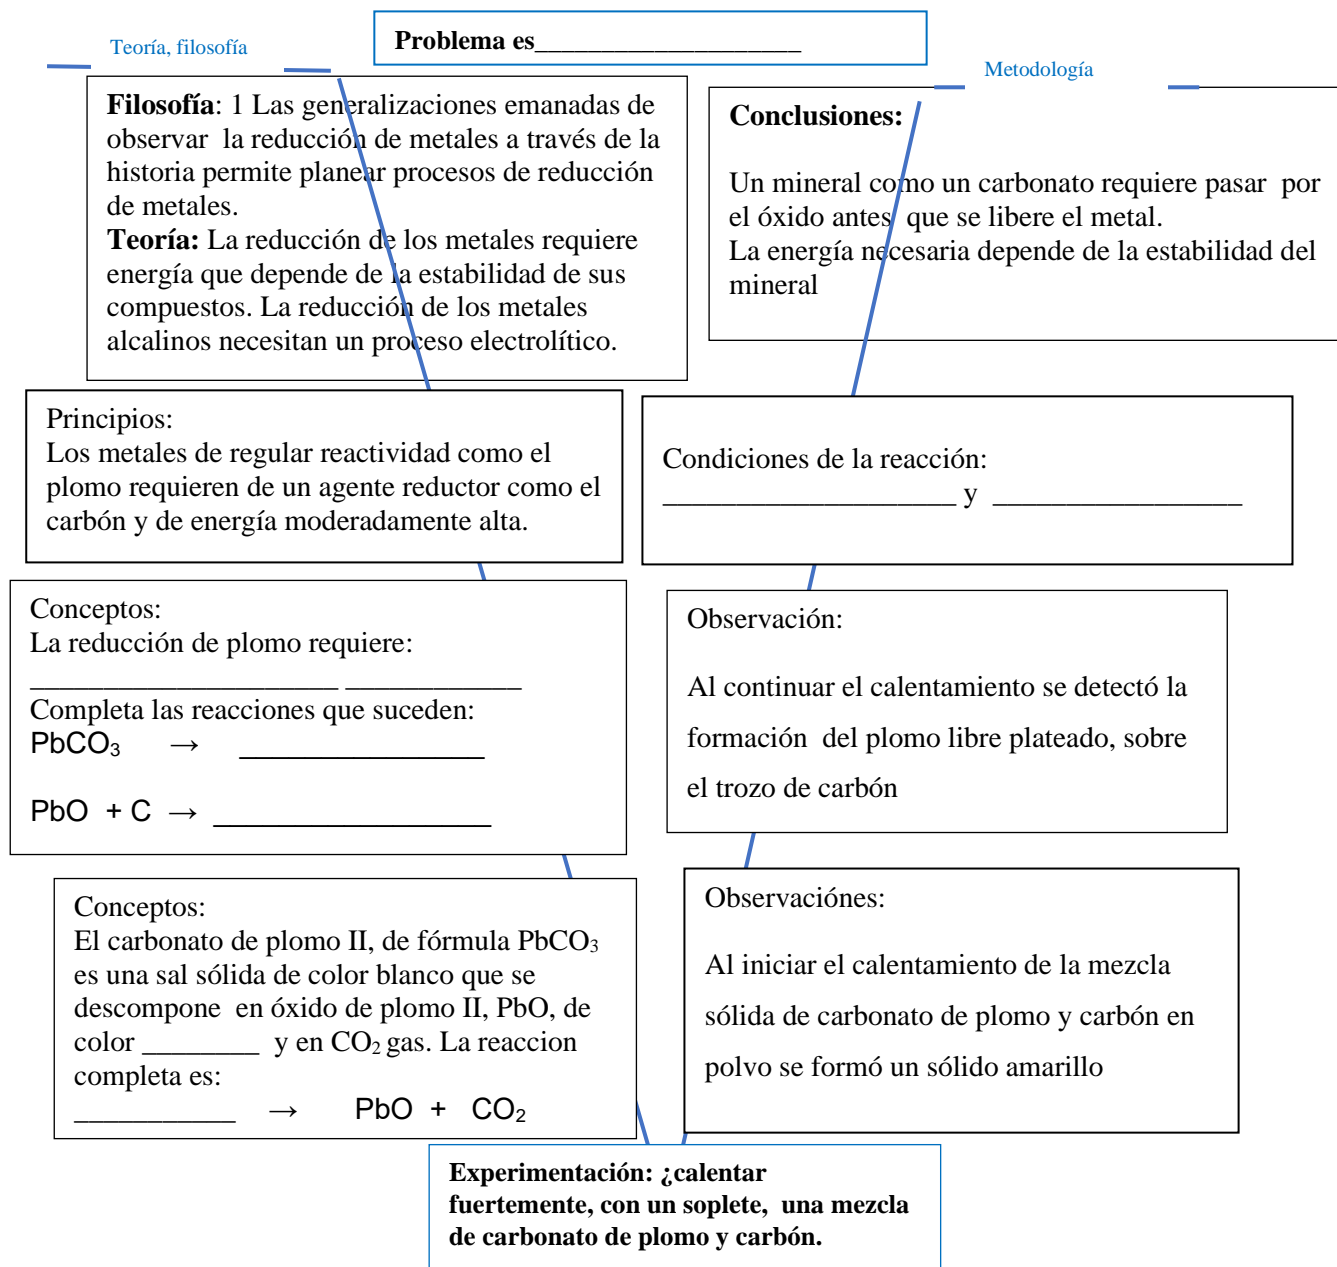 Problema es____________________
Teoría, filosofía
Metodología
Filosofía: 1 Las generalizaciones emanadas de
observar  la reducción de metales a través de la
historia permite planear procesos de reducción
de metales.
Teoría: La reducción de los metales requiere
energía que depende de la estabilidad de sus
compuestos. La reducción de los metales
alcalinos necesitan un proceso electrolítico.
Conclusiones:
Un mineral como un carbonato requiere pasar  por
el óxido antes  que se libere el metal.
La energía necesaria depende de la estabilidad del
mineral
Principios:
Los metales de regular reactividad como el
plomo requieren de un agente reductor como el
carbón y de energía moderadamente alta.
Condiciones de la reacción:
____________________ y  _________________
Conceptos:
La reducción de plomo requiere:
_____________________ ____________
Completa las reacciones que suceden:
PbCO₃ → ________________
PbO + C → __________________
Observación:
Al continuar el calentamiento se detectó la
formación  del plomo libre plateado, sobre
el trozo de carbón
Conceptos:
El carbonato de plomo II, de fórmula PbCO₃
es una sal sólida de color blanco que se
descompone  en óxido de plomo II, PbO, de
color ________  y en CO₂ gas. La reaccion
completa es:
___________ → PbO + CO₂
Observaciónes:
Al iniciar el calentamiento de la mezcla
sólida de carbonato de plomo y carbón en
polvo se formó un sólido amarillo
Experimentación: ¿calentar
fuertemente, con un soplete,  una mezcla
de carbonato de plomo y carbón.